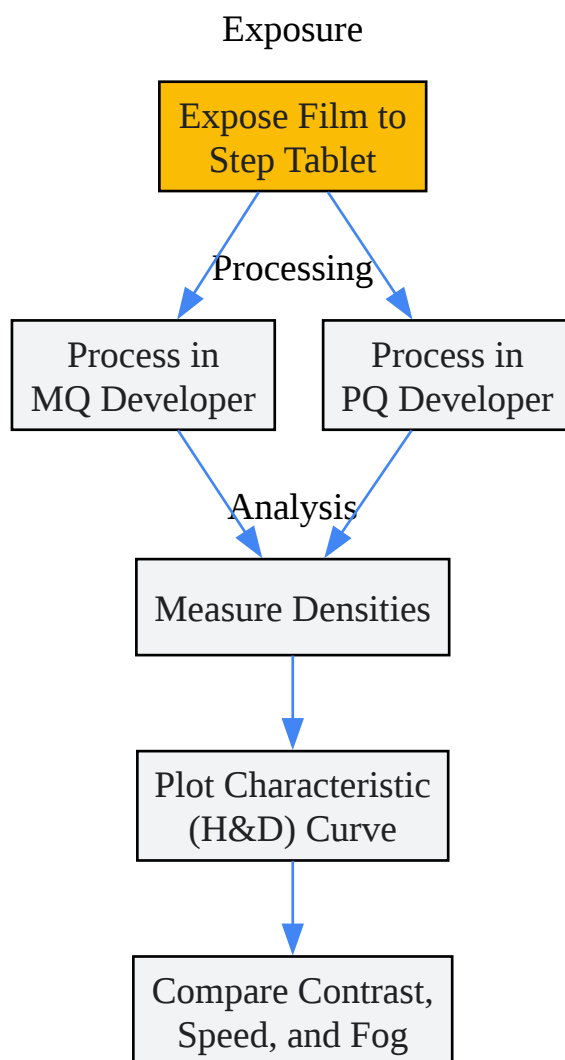 Exposure
Expose Film to
Step Tablet
Processing
Process in
MQ Developer
Process in
PQ Developer
Analysis
Measure Densities
Plot Characteristic
(H&D) Curve
Compare Contrast,
Speed, and Fog